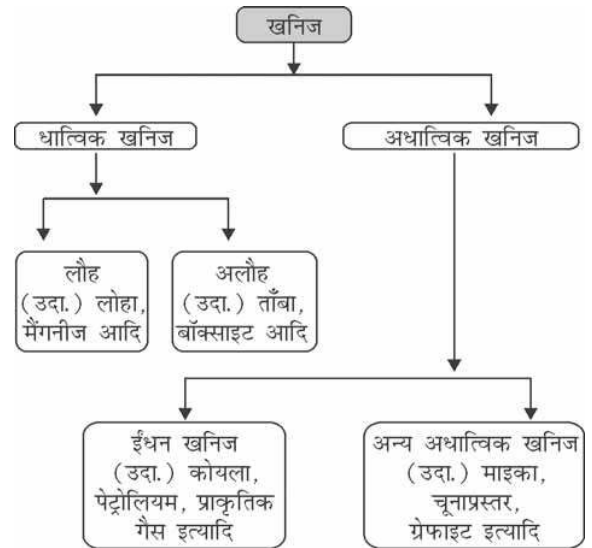 खनिज
धात्विक खनिज
अधात्विक खनिज
लौह
(उदा.) लोहा,
मैंगनीज आदि
अलौह
(उदा.) ताँबा,
बॉक्साइट आदि
ईंधन खनिज
(उदा.) कोयला,
पेट्रोलियम, प्राकृतिक
गैस इत्यादि
अन्य अधात्विक खनिज
(उदा.) माइका,
चूनाप्रस्तर,
ग्रेफाइट इत्यादि